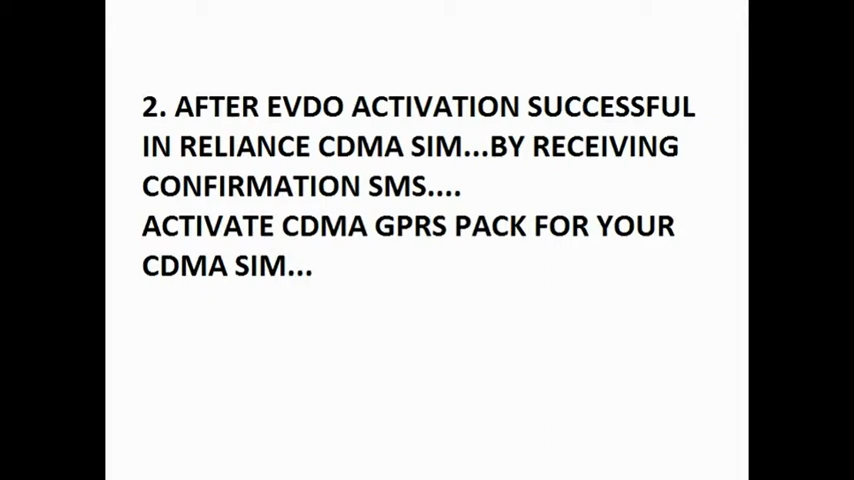 2. AFTER EVDO ACTIVATION SUCCESSFUL
IN RELIANCE CDMA SIM...BY RECEIVING
CONFIRMATION SMS....
ACTIVATE CDMA GPRS PACK FOR YOUR
CDMA SIM...